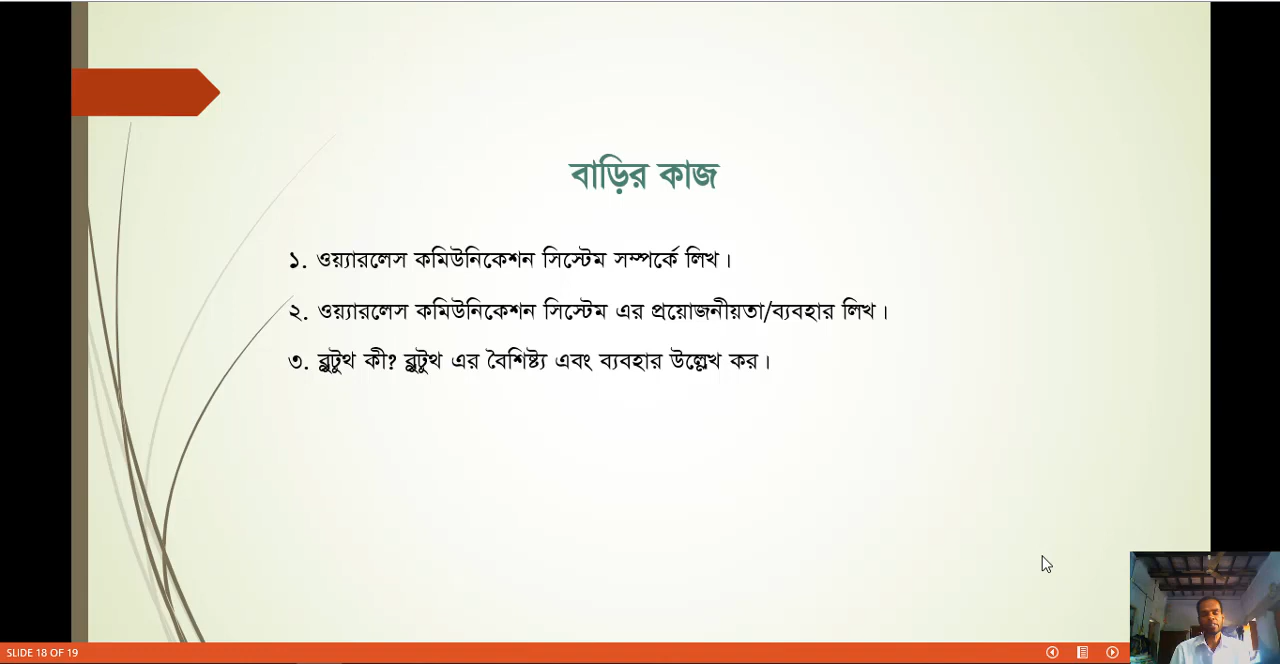 বাড়ির কাজ
১. ওয়্যারলেস কমিউনিকেশন সিস্টেম সম্পর্কে লিখ।
২. ওয়্যারলেস কমিউনিকেশন সিস্টেম এর প্রয়োজনীয়তা/ব্যবহার লিখ।
৩. ব্লুটুথ কী? ব্লুটুথ এর বৈশিষ্ট্য এবং ব্যবহার উল্লেখ কর।
SLIDE 18 OF 19